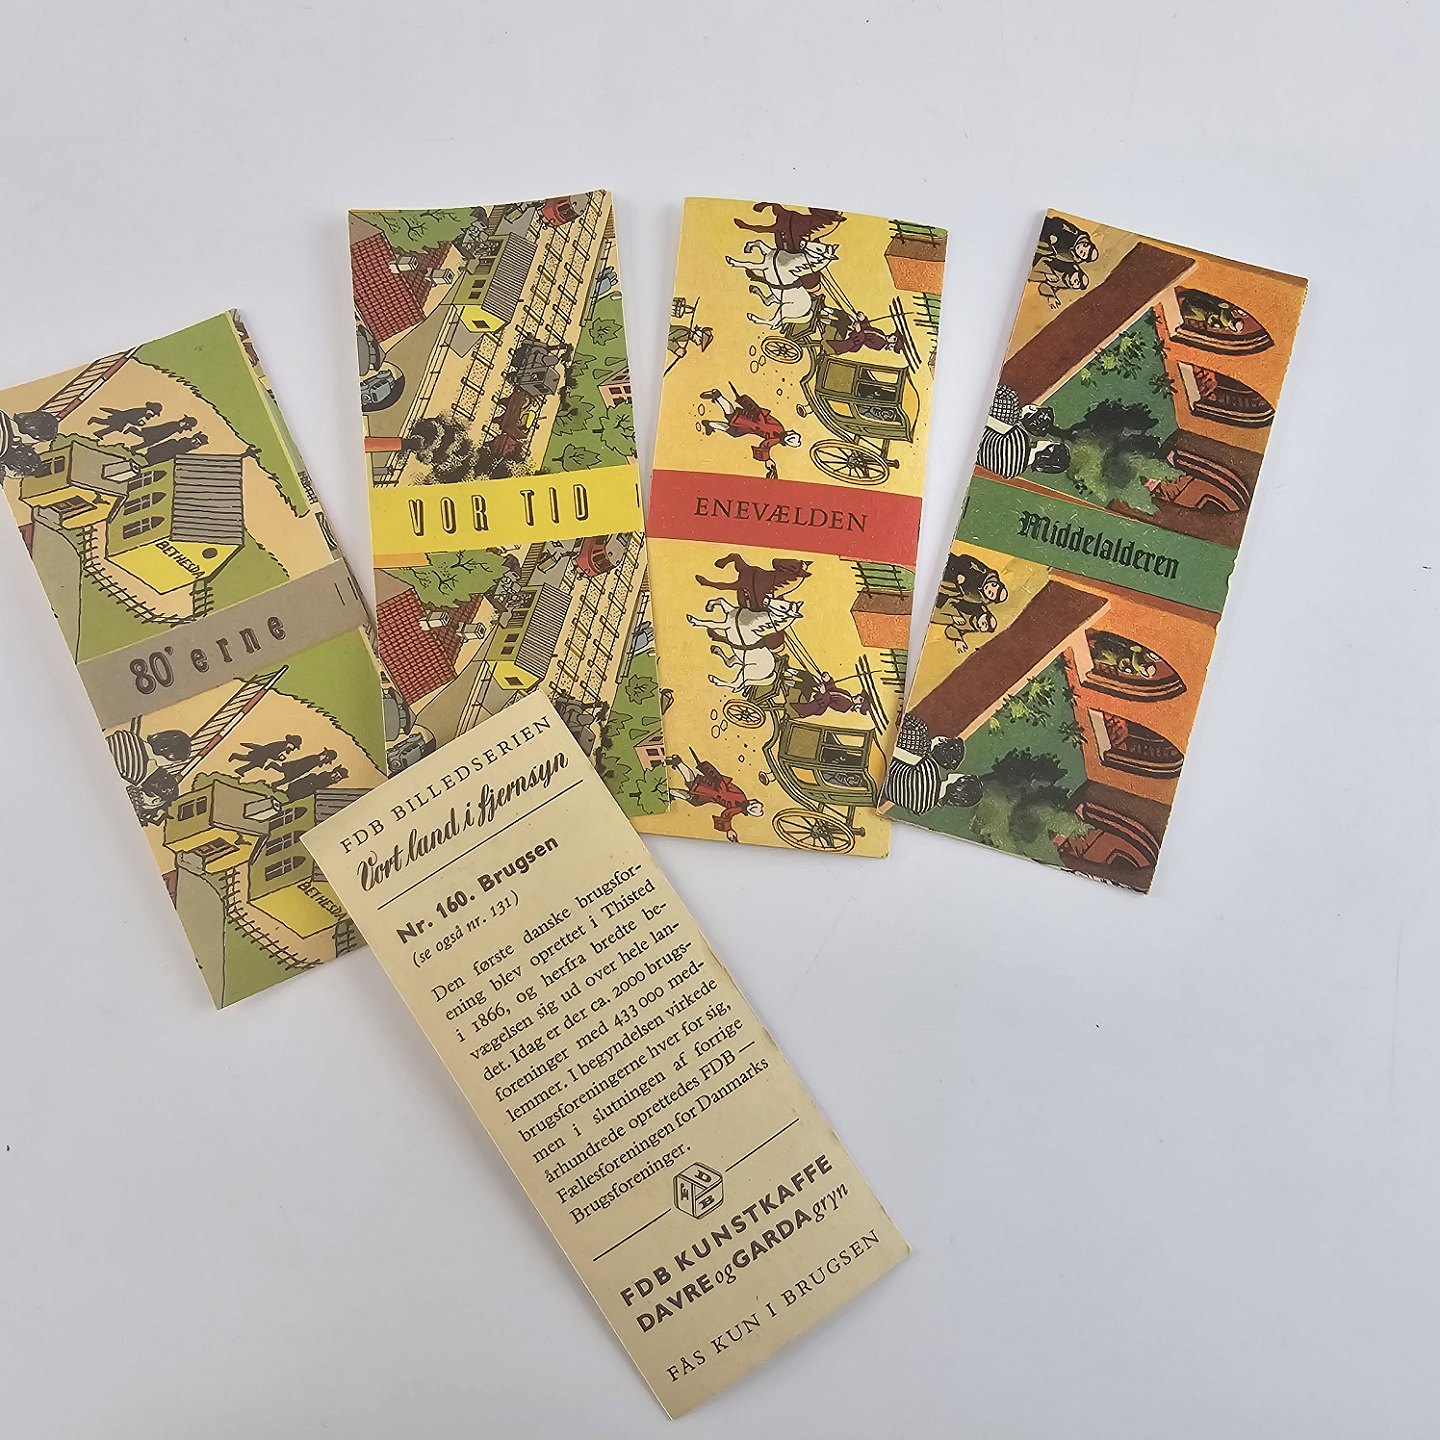 VOR TID
ENEVÆLDEN
Middelalderen
BETHESDA
80'erne
BETHESDA
FDB BILLEDSERIEN
Vort land i fjernsyn
Nr. 160. Brugsen
(se også nr. 131)
Den første danske brugsfor-
ening blev oprettet i Thisted
i 1866, og herfra bredte be-
vægelsen sig ud over hele lan-
det. Idag er der ca. 2000 brugs-
foreninger med 433 000 med-
lemmer. I begyndelsen virkede
brugsforeningerne hver for sig,
men i slutningen af forrige
århundrede oprettedes FDB —
Fællesforeningen for Danmarks
Brugsforeninger.
FDB
FDB KUNSTKAFFE
DAVRE og GARDA gryn
FÅS KUN I BRUGSEN